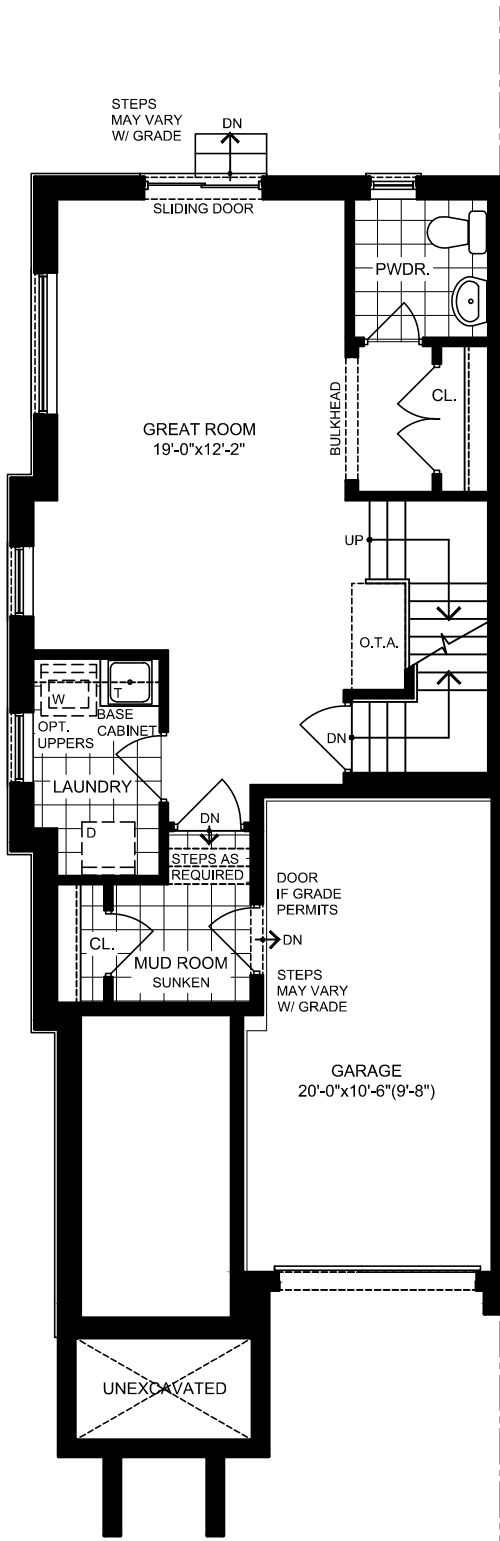 STEPS
MAY VARY
W/ GRADE
DN
SLIDING DOOR
PWDR.
GREAT ROOM
19'-0"x12'-2"
BULKHEAD
CL.
UP
O.T.A.
W
T
OPT.
UPPERS
BASE
CABINET
DN
LAUNDRY
D
DN
STEPS AS
REQUIRED
DOOR
IF GRADE
PERMITS
CL.
DN
MUD ROOM
SUNKEN
STEPS
MAY VARY
W/ GRADE
GARAGE
20'-0"x10'-6"(9'-8")
UNEXCAVATED